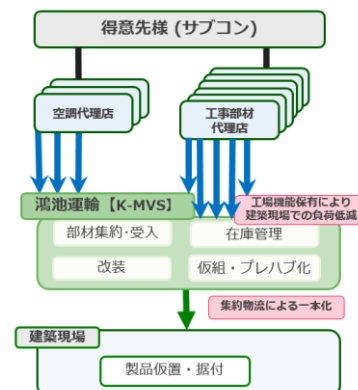 得意先様 (サブコン)
空調代理店
工事部材
代理店
鴻池運輸【K-MVS】
工場機能保有により
建築現場での負荷低減
部材集約･受入
在庫管理
改装
仮組・プレハブ化
集約物流による一本化
建築現場
製品仮置・据付